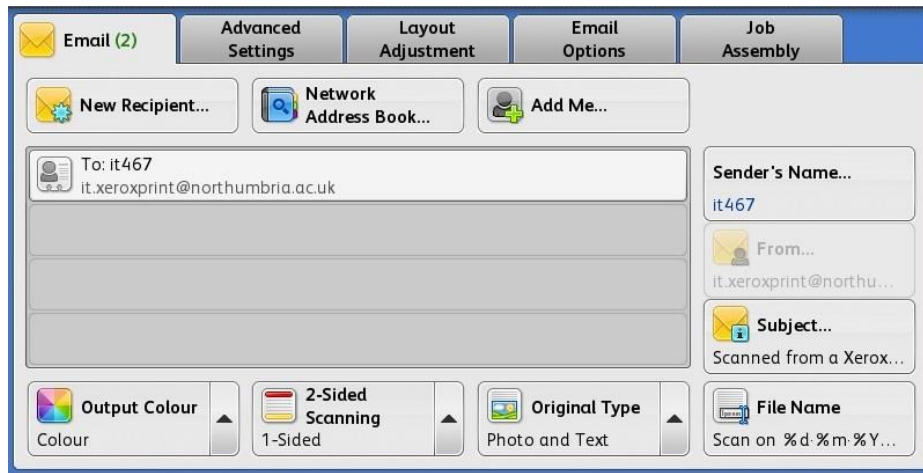 Email (2)
Advanced
Settings
Layout
Adjustment
Email
Options
Job
Assembly
New Recipient...
Network
Address Book...
Add Me...
To: it467
it.xeroxprint@northumbria.ac.uk
Sender's Name...
it467
From...
it.xeroxprint@northu...
Subject...
Scanned from a Xerox...
Output Colour
Colour
2-Sided
Scanning
1-Sided
Original Type
Photo and Text
File Name
Scan on %d-%m-%Y...